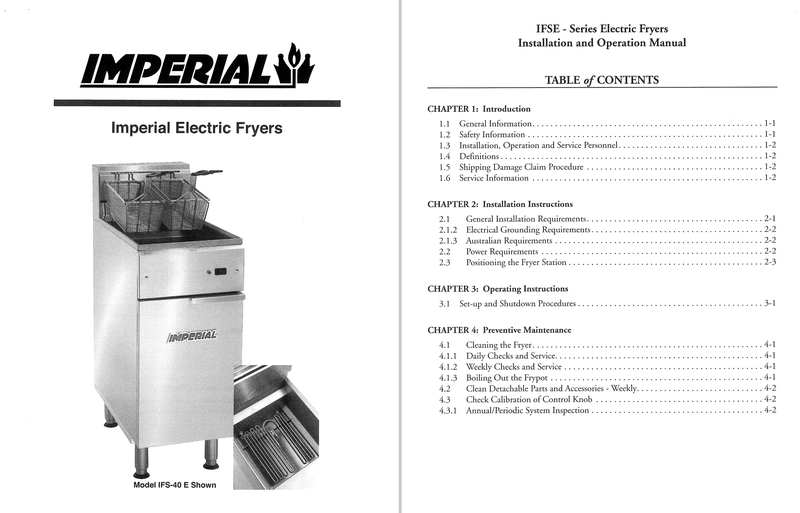 IMPERIAL
Imperial Electric Fryers
IMPERIAL
Model IFS-40 E Shown
IFSE - Series Electric Fryers
Installation and Operation Manual
TABLE of CONTENTS
CHAPTER 1: Introduction
1.1 General Information. . . . . . . . . . . . . . . . . . . . 1-1
1.2 Safety Information . . . . . . . . . . . . . . . . . . . . 1-1
1.3 Installation, Operation and Service Personnel. . . . . . . . . . . . . . . . . . . . 1-2
1.4 Definitions . . . . . . . . . . . . . . . . . . . . 1-2
1.5 Shipping Damage Claim Procedure . . . . . . . . . . . . . . . . . . . . 1-2
1.6 Service Information . . . . . . . . . . . . . . . . . . . . 1-2
CHAPTER 2: Installation Instructions
2.1 General Installation Requirements. . . . . . . . . . . . . . . . . . . . 2-1
2.1.2 Electrical Grounding Requirements. . . . . . . . . . . . . . . . . . . . 2-2
2.1.3 Australian Requirements . . . . . . . . . . . . . . . . . . . . 2-2
2.2 Power Requirements . . . . . . . . . . . . . . . . . . . . 2-2
2.3 Positioning the Fryer Station . . . . . . . . . . . . . . . . . . . . 2-3
CHAPTER 3: Operating Instructions
3.1 Set-up and Shutdown Procedures. . . . . . . . . . . . . . . . . . . . 3-1
CHAPTER 4: Preventive Maintenance
4.1 Cleaning the Fryer. . . . . . . . . . . . . . . . . . . . 4-1
4.1.1 Daily Checks and Service. . . . . . . . . . . . . . . . . . . . 4-1
4.1.2 Weekly Checks and Service . . . . . . . . . . . . . . . . . . . . 4-1
4.1.3 Boiling Out the Frypot . . . . . . . . . . . . . . . . . . . . 4-1
4.2 Clean Detachable Parts and Accessories - Weekly. . . . . . . . . . . . . . . . . . . . 4-2
4.3 Check Calibration of Control Knob . . . . . . . . . . . . . . . . . . . . 4-2
4.3.1 Annual/Periodic System Inspection . . . . . . . . . . . . . . . . . . . . 4-2